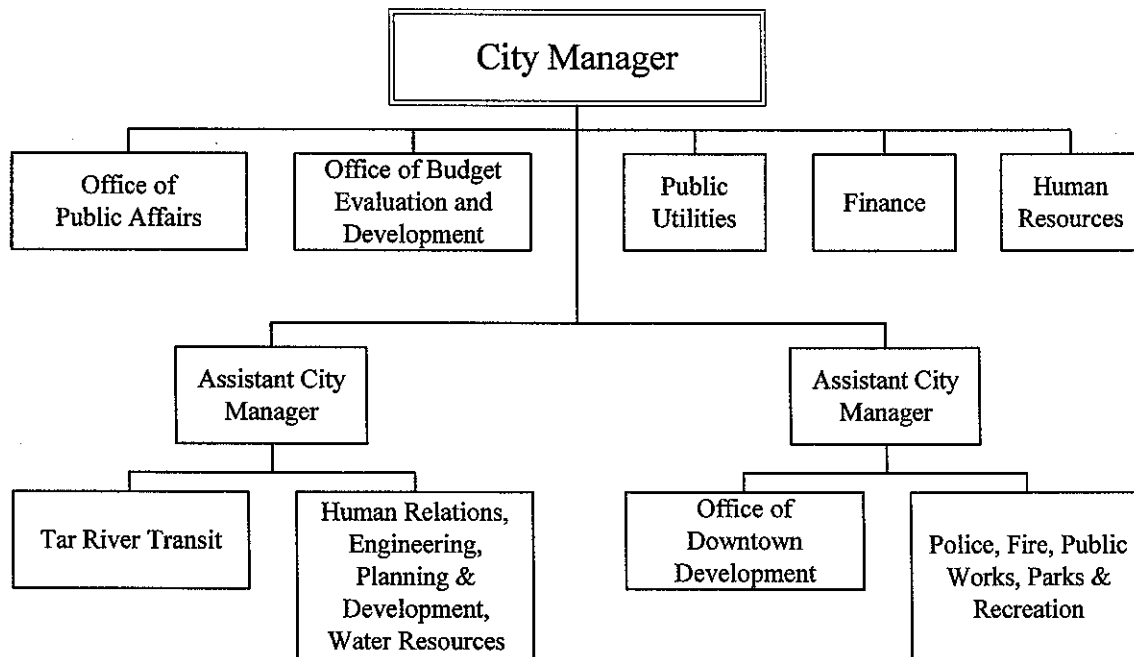 City Manager
Office of
Public Affairs
Office of Budget
Evaluation and
Development
Public
Utilities
Finance
Human
Resources
Assistant City
Manager
Assistant City
Manager
Tar River Transit
Human Relations,
Engineering,
Planning &
Development,
Water Resources
Office of
Downtown
Development
Police, Fire, Public
Works, Parks &
Recreation